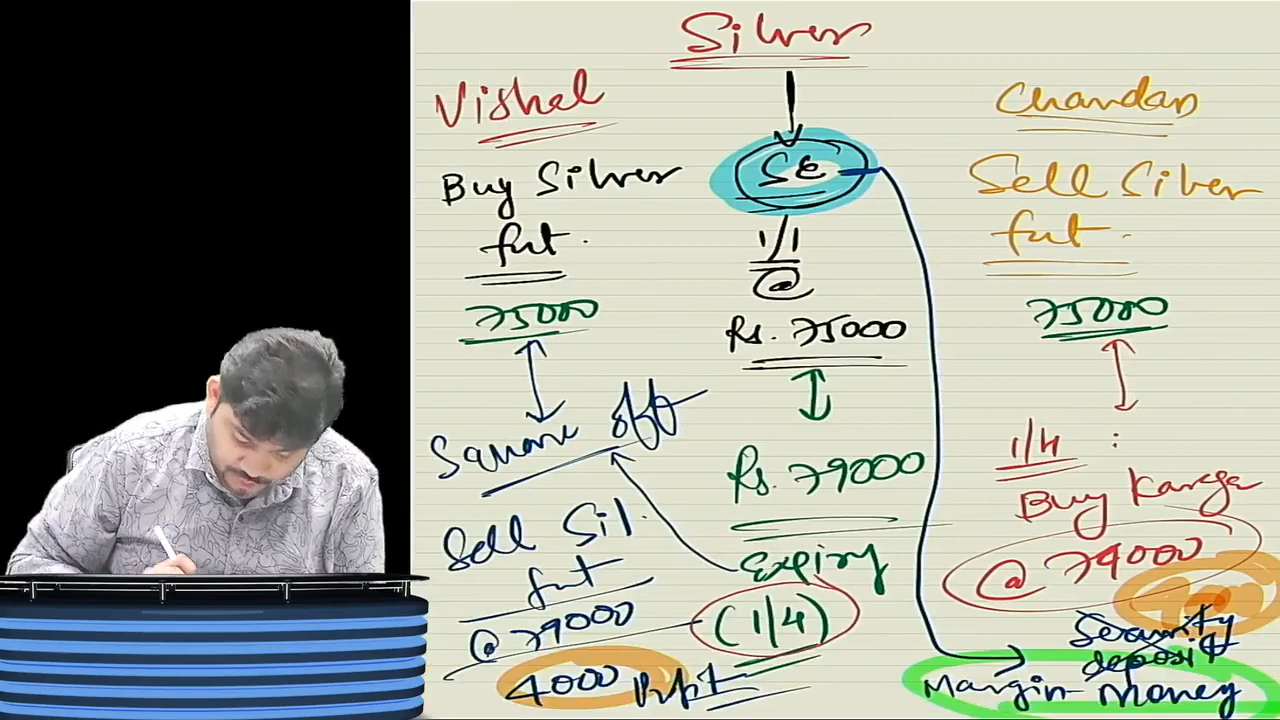 Silver
Vishal
Buy Silver
fut.
75000
Square off
Sell Sil.
fut
@ 79000
4000 Profit
SE
1/1
@
Rs. 75000
Rs. 79000
Expiry
(1/4)
Chandan
Sell Silver
fut.
75000
1/4 :
Buy Karega
@ 79000
Security
deposit
Margin Money